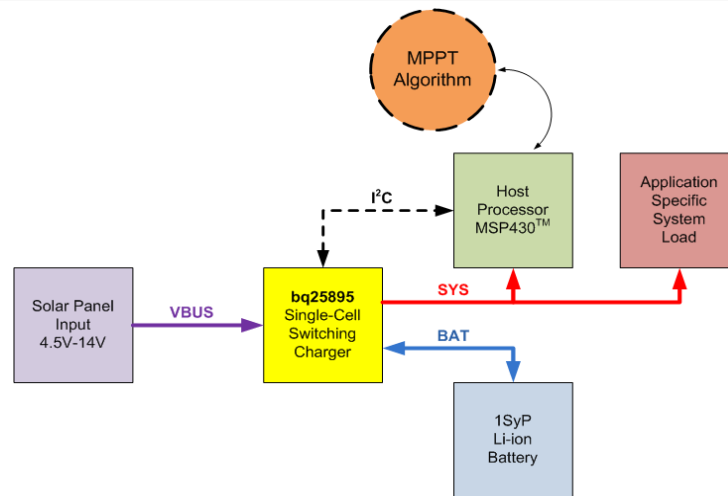 MPPT
Algorithm
I²C
Host
Processor
MSP430™
Application
Specific
System
Load
Solar Panel
Input
4.5V-14V
VBUS
bq25895
Single-Cell
Switching
Charger
SYS
BAT
1SyP
Li-ion
Battery